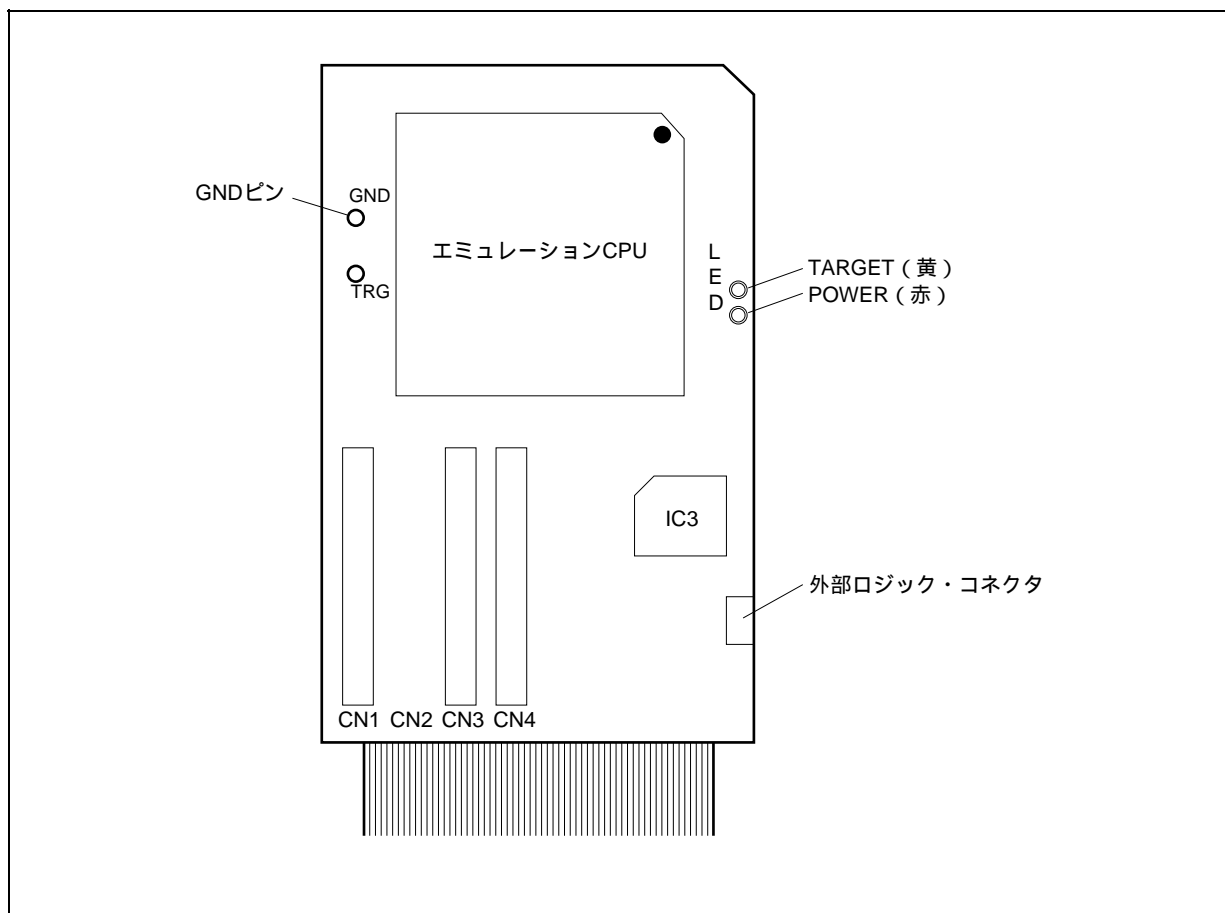 GNDピン
GND
TRG
エミュレーションCPU
L
E
D
TARGET（黄）
POWER（赤）
IC3
外部ロジック・コネクタ
CN1 CN2 CN3 CN4